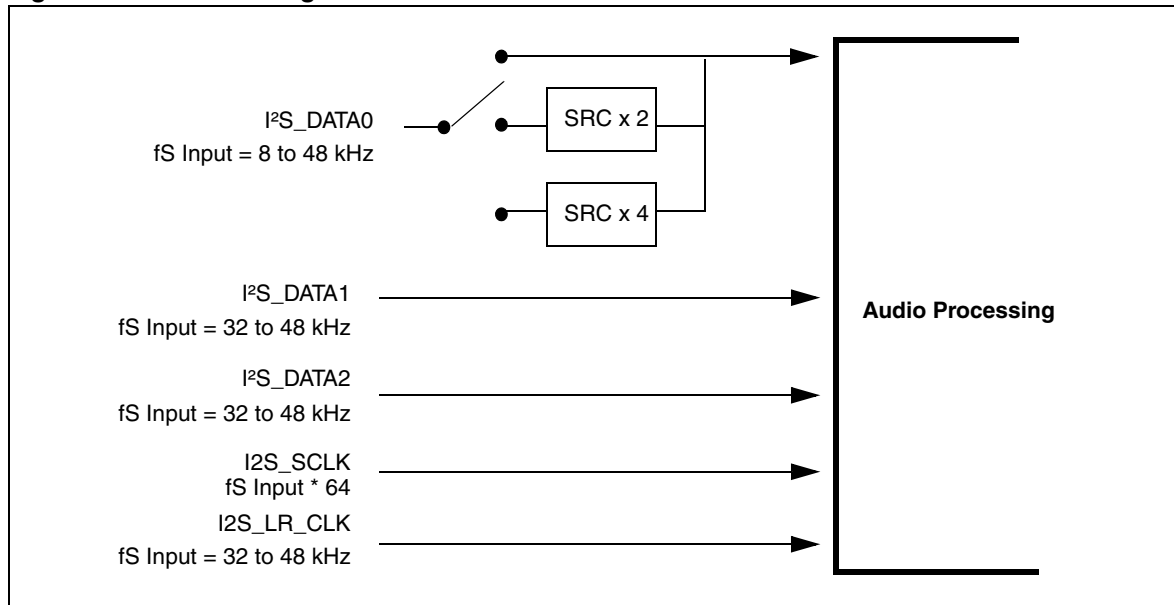 I²S_DATA0
fS Input = 8 to 48 kHz
SRC x 2
SRC x 4
I²S_DATA1
fS Input = 32 to 48 kHz
Audio Processing
I²S_DATA2
fS Input = 32 to 48 kHz
I2S_SCLK
fS Input * 64
I2S_LR_CLK
fS Input = 32 to 48 kHz